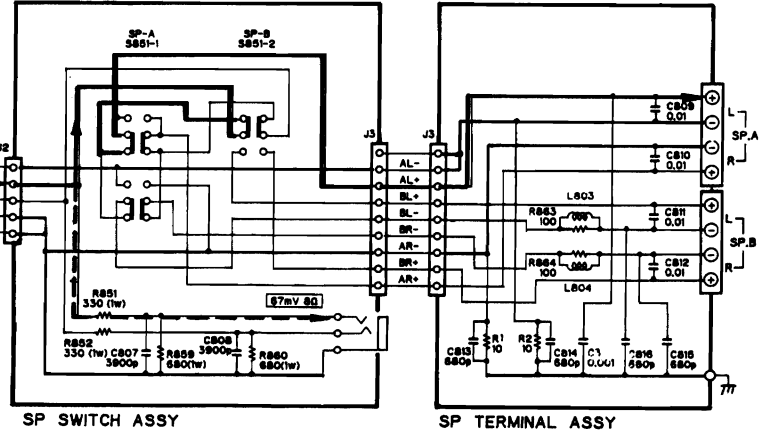 SP-A
S851-1
SP-B
S851-2
J3
J3
AL-
AL+
BL+
BL-
BR-
AR-
BR+
AR+
R851
330 (1w)
R852
330 (1w)
C807
3900p
R859
680(1w)
C808
3900p
R860
680(1w)
67mV 8Ω
SP SWITCH ASSY
C809
0.01
C810
0.01
L803
R863
100
C811
0.01
R864
100
C812
0.01
L804
+
-
-
+
L
SP.A
R
+
-
-
+
L
SP.B
R
C813
680p
R1
10
R2
10
C814
680p
0.001
C816
680p
C815
680p
SP TERMINAL ASSY